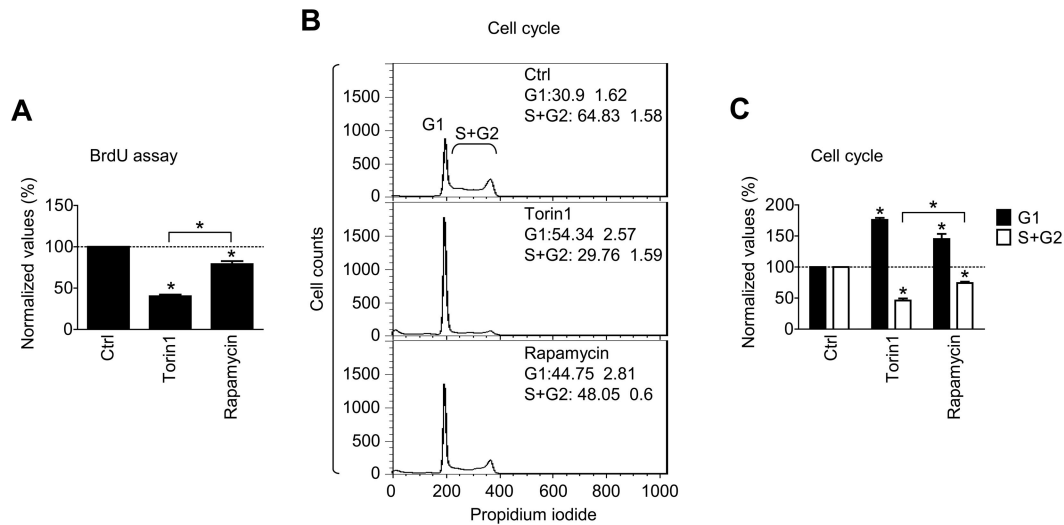 A
BrdU assay
Normalized values (%)
150
100
50
0
*
*
*
Ctrl
Torin1
Rapamycin
B
Cell cycle
Cell counts
1500
1000
500
0
G1
S+G2
Ctrl
G1:30.9 1.62
S+G2: 64.83 1.58
1500
1000
500
0
Torin1
G1:54.34 2.57
S+G2: 29.76 1.59
1500
1000
500
0
Rapamycin
G1:44.75 2.81
S+G2: 48.05 0.6
0 200 400 600 800 1000
Propidium iodide
C
Cell cycle
Normalized values (%)
200
150
100
50
0
*
*
*
*
*
G1
S+G2
Ctrl
Torin1
Rapamycin